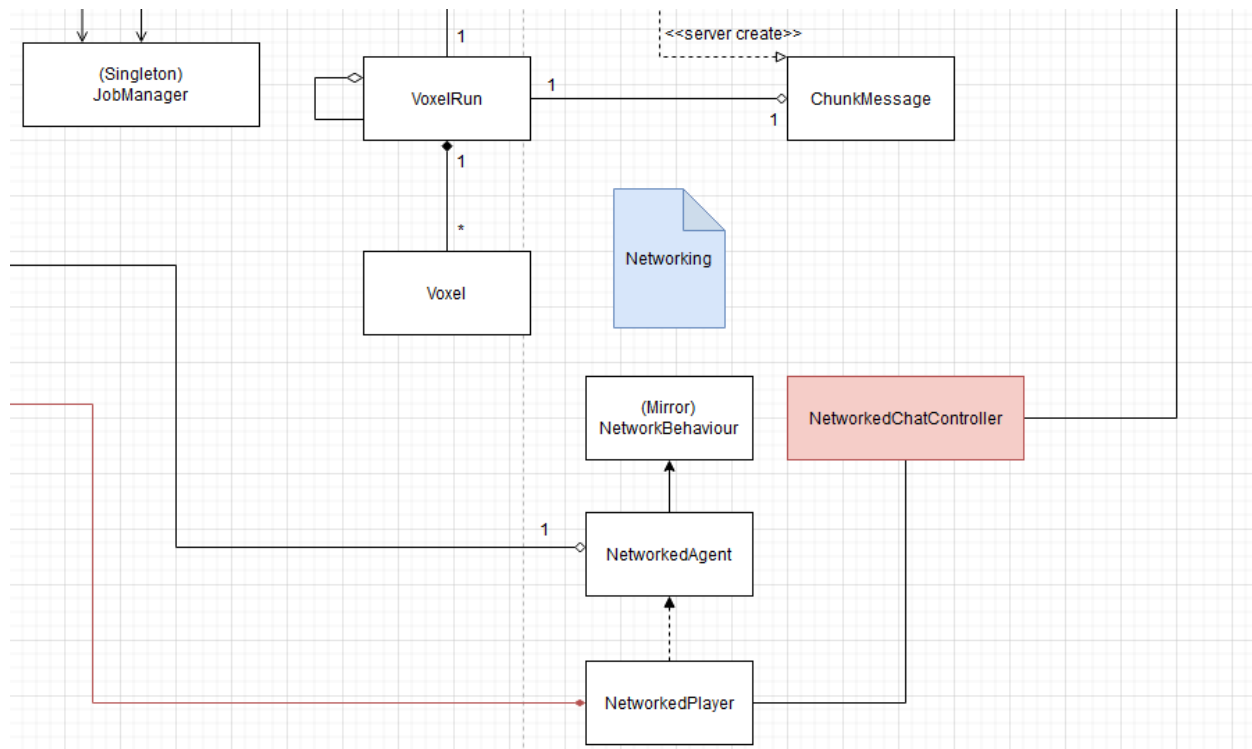 1
<<server create>>
(Singleton)
JobManager
VoxelRun
1
1
ChunkMessage
1
*
Voxel
Networking
(Mirror)
NetworkBehaviour
NetworkedChatController
1
NetworkedAgent
NetworkedPlayer